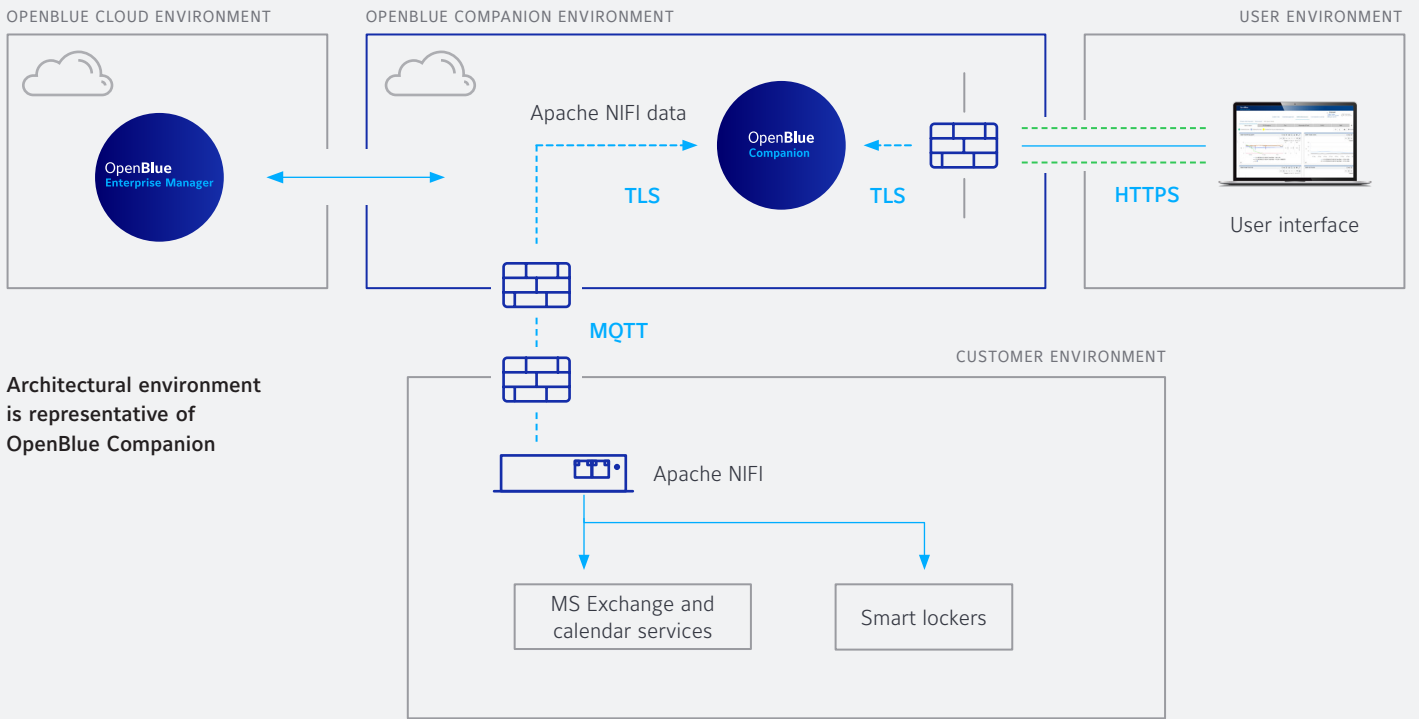 OPENBLUE CLOUD ENVIRONMENT
OPENBLUE COMPANION ENVIRONMENT
USER ENVIRONMENT
OpenBlue
Enterprise Manager
Apache NIFI data
TLS
OpenBlue
Companion
TLS
HTTPS
User interface
MQTT
Architectural environment
is representative of
OpenBlue Companion
CUSTOMER ENVIRONMENT
Apache NIFI
MS Exchange and
calendar services
Smart lockers